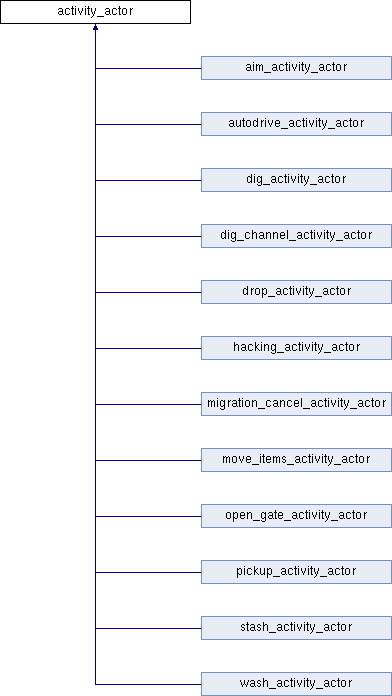 activity_actor
aim_activity_actor
autodrive_activity_actor
dig_activity_actor
dig_channel_activity_actor
drop_activity_actor
hacking_activity_actor
migration_cancel_activity_actor
move_items_activity_actor
open_gate_activity_actor
pickup_activity_actor
stash_activity_actor
wash_activity_actor